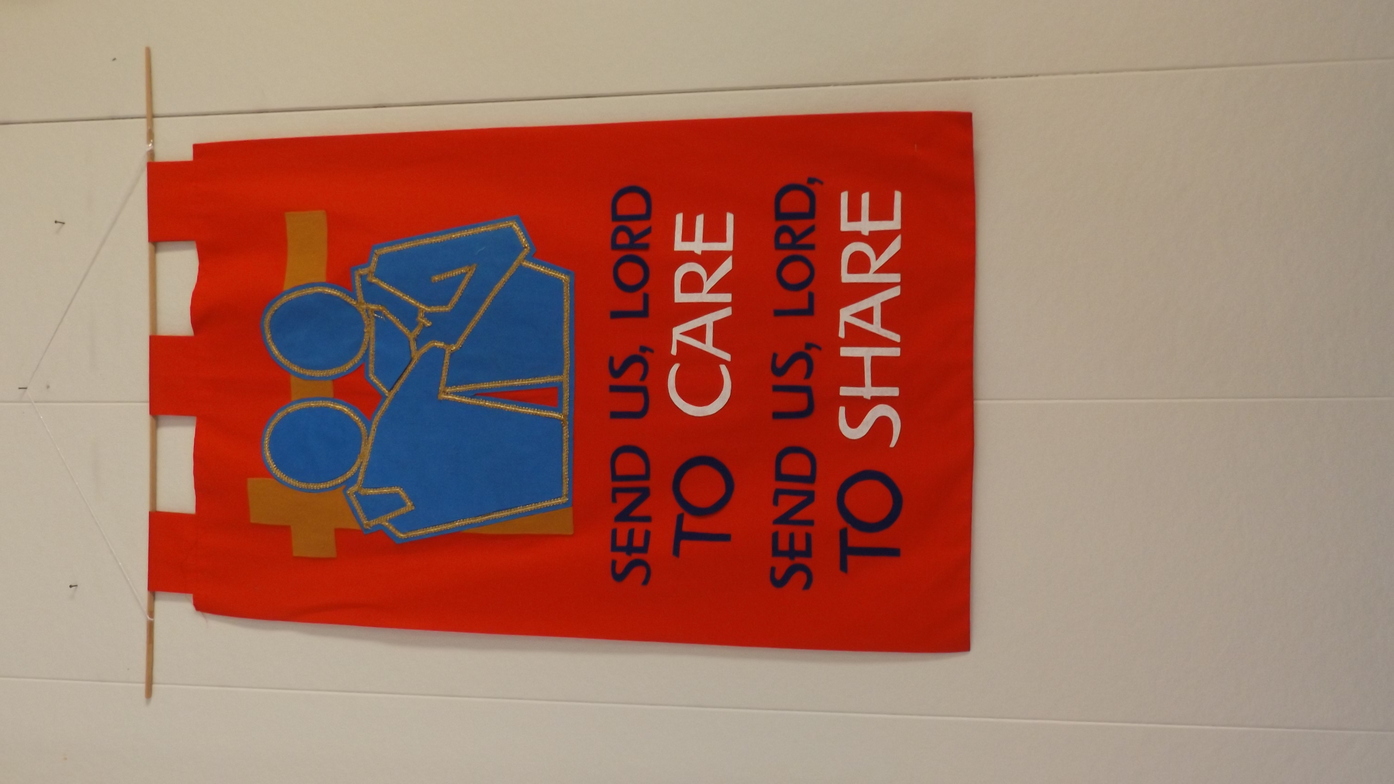 SEND US, LORD
TO CARE
SEND US, LORD,
TO SHARE